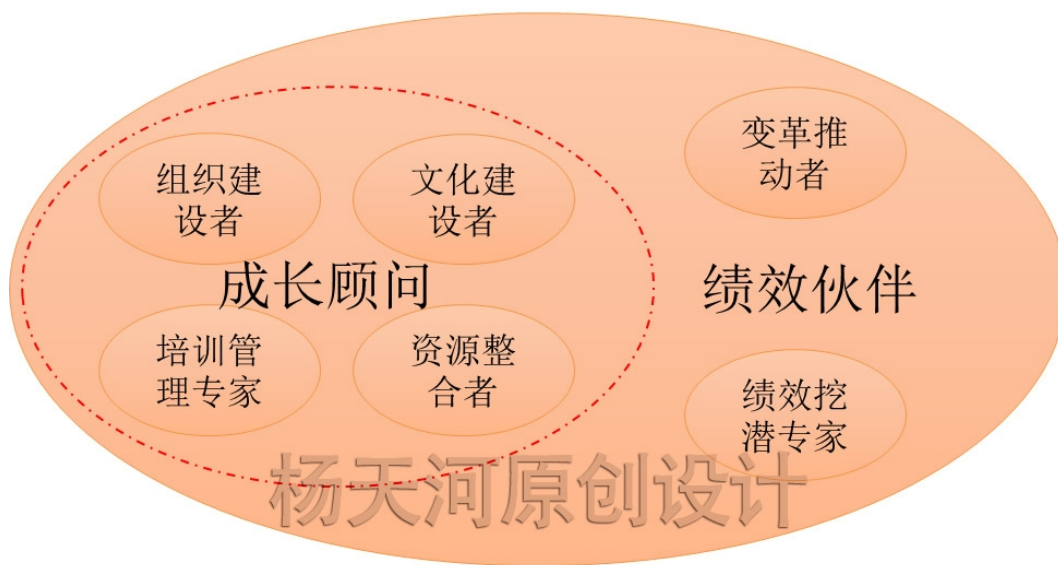 组织建
设者
文化建
设者
变革推
动者
成长顾问
绩效伙伴
培训管
理专家
资源整
合者
绩效挖
潜专家
杨天河原创设计